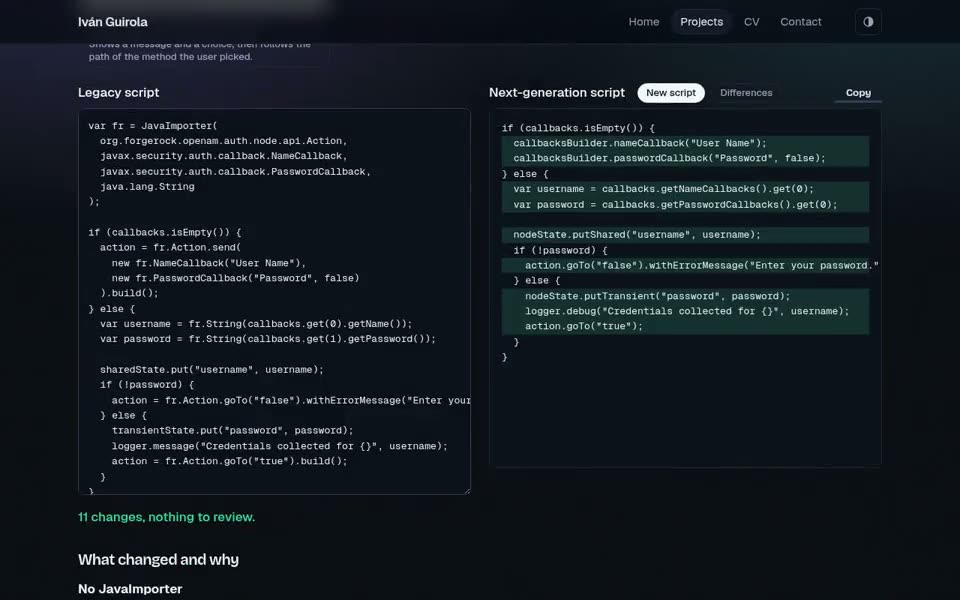 Iván Guirola
Home
Projects
CV
Contact
Shows a message and a choice, then follows the
path of the method the user picked.
Legacy script
var fr = JavaImporter(
  org.forgerock.openam.auth.node.api.Action,
  javax.security.auth.callback.NameCallback,
  javax.security.auth.callback.PasswordCallback,
  java.lang.String
);

if (callbacks.isEmpty()) {
  action = fr.Action.send(
    new fr.NameCallback("User Name"),
    new fr.PasswordCallback("Password", false)
  ).build();
} else {
  var username = fr.String(callbacks.get(0).getName());
  var password = fr.String(callbacks.get(1).getPassword());

  sharedState.put("username", username);
  if (!password) {
    action = fr.Action.goTo("false").withErrorMessage("Enter your
  } else {
    transientState.put("password", password);
    logger.message("Credentials collected for {}", username);
    action = fr.Action.goTo("true").build();
  }
}
Next-generation script
New script
Differences
Copy
if (callbacks.isEmpty()) {
  callbacksBuilder.nameCallback("User Name");
  callbacksBuilder.passwordCallback("Password", false);
} else {
  var username = callbacks.getNameCallbacks().get(0);
  var password = callbacks.getPasswordCallbacks().get(0);

  nodeState.putShared("username", username);
  if (!password) {
    action.goTo("false").withErrorMessage("Enter your password."
  } else {
    nodeState.putTransient("password", password);
    logger.debug("Credentials collected for {}", username);
    action.goTo("true");
  }
}
11 changes, nothing to review.
What changed and why
No JavaImporter